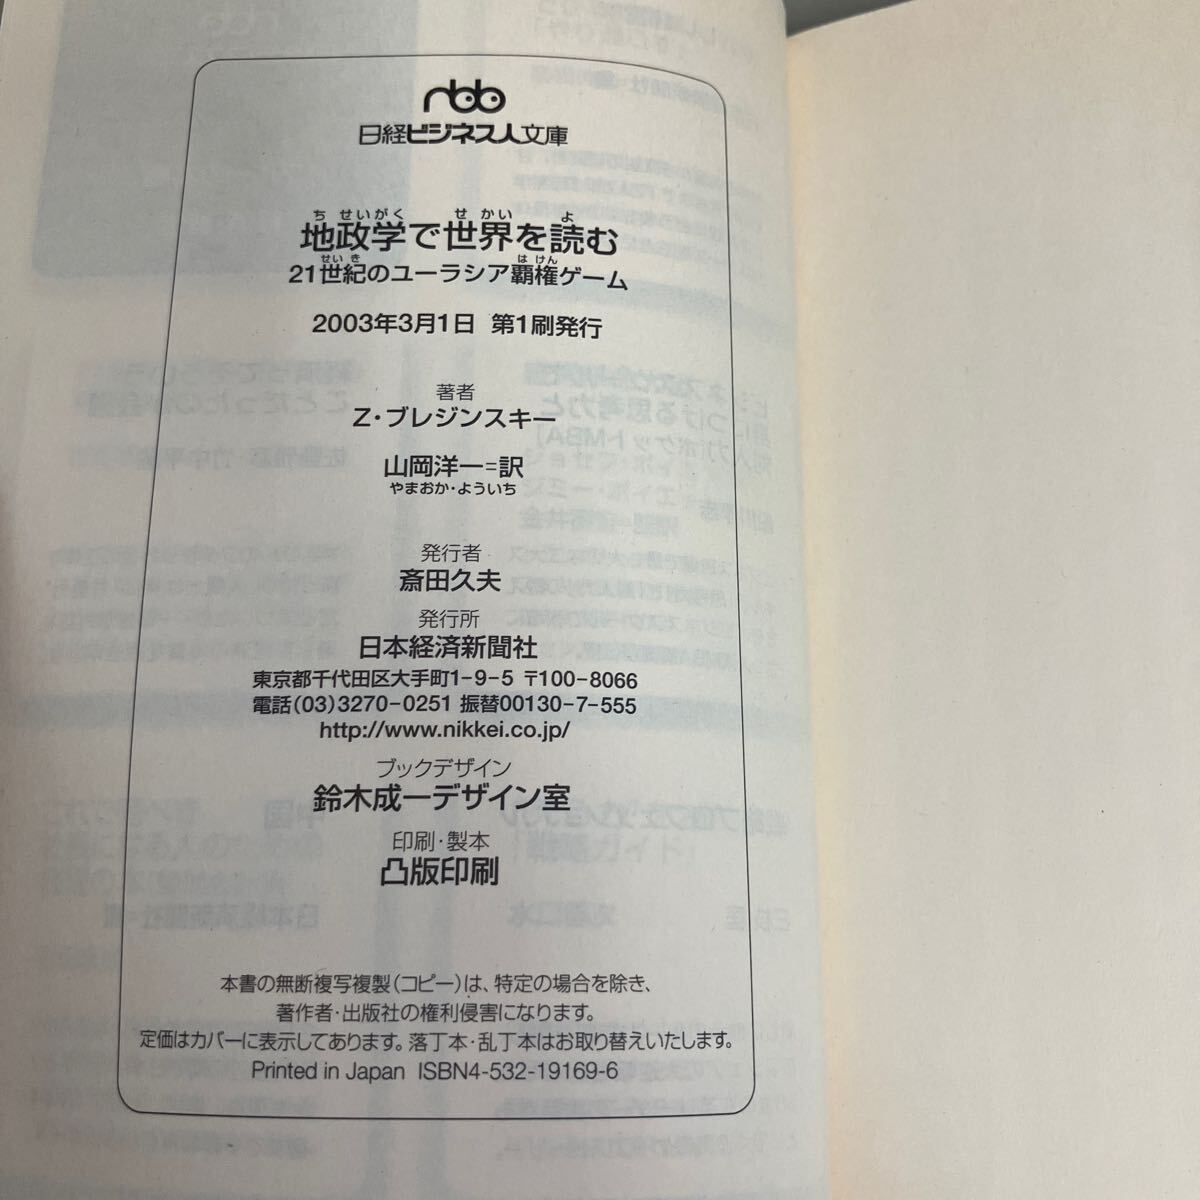 nbb
日経ビジネス人文庫
ち せいがく せ かい よ
地政学で世界を読む
せい き は けん
21世紀のユーラシア覇権ゲーム
2003年3月1日 第1刷発行
著者
Z・ブレジンスキー
山岡洋一=訳
やまおか・よういち
発行者
斎田久夫
発行所
日本経済新聞社
東京都千代田区大手町1-9-5 〒100-8066
電話(03)3270-0251 振替00130-7-555
http://www.nikkei.co.jp/
ブックデザイン
鈴木成一デザイン室
印刷・製本
凸版印刷
本書の無断複写複製(コピー)は、特定の場合を除き、
著作者・出版社の権利侵害になります。
定価はカバーに表示してあります。落丁本・乱丁本はお取り替えいたします。
Printed in Japan ISBN4-532-19169-6